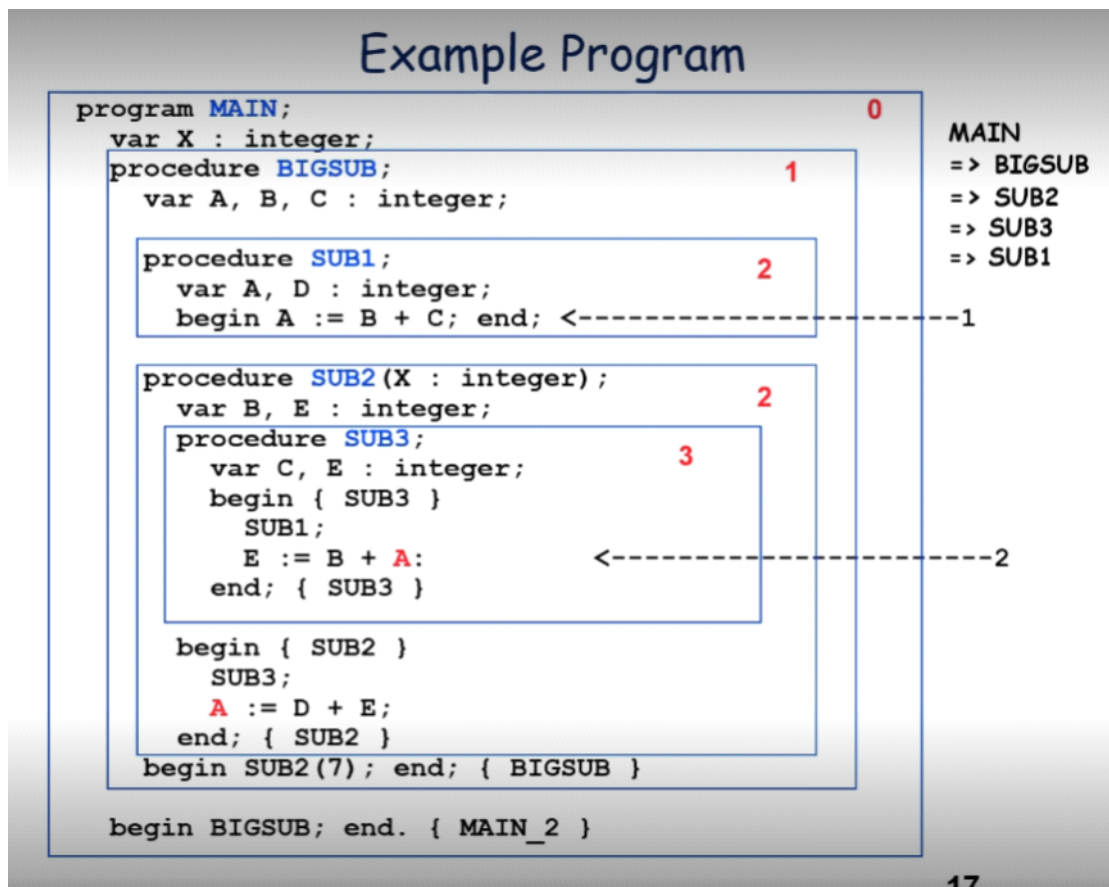 Example Program
program MAIN; 0
var X : integer;
procedure BIGSUB; 1
var A, B, C : integer;
procedure SUB1; 2
var A, D : integer;
begin A := B + C; end; <-----------------------1
procedure SUB2(X : integer); 2
var B, E : integer;
procedure SUB3; 3
var C, E : integer;
begin { SUB3 }
SUB1;
E := B + A: <-----------------------2
end; { SUB3 }
begin { SUB2 }
SUB3;
A := D + E;
end; { SUB2 }
begin SUB2(7); end; { BIGSUB }
begin BIGSUB; end. { MAIN_2 }
MAIN
=> BIGSUB
=> SUB2
=> SUB3
=> SUB1
17